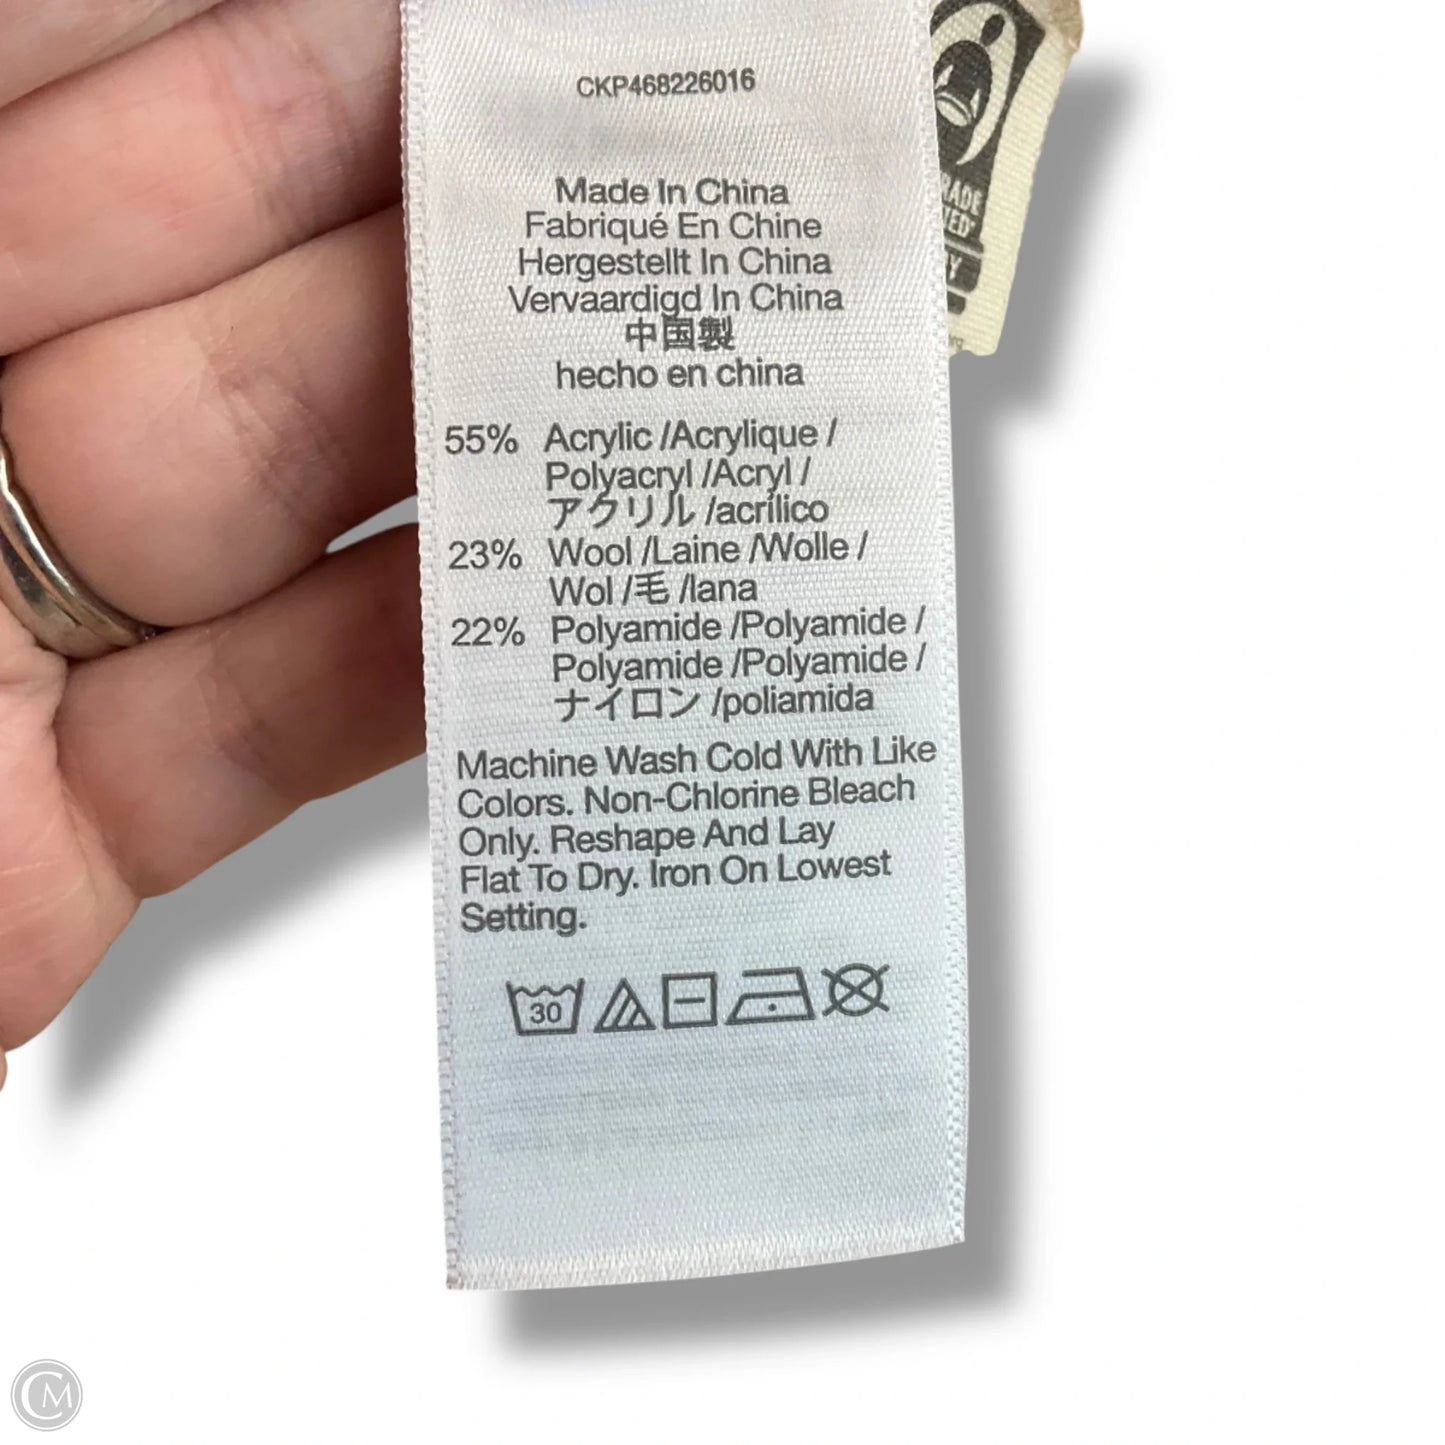 CKP468226016
Made In China
Fabriqué En Chine
Hergestellt In China
Vervaardigd In China
中国製
hecho en china
55% Acrylic /Acrylique /
Polyacryl /Acryl /
アクリル /acrílico
23% Wool /Laine /Wolle /
Wol /毛 /lana
22% Polyamide /Polyamide /
Polyamide /Polyamide /
ナイロン /poliamida
Machine Wash Cold With Like
Colors. Non-Chlorine Bleach
Only. Reshape And Lay
Flat To Dry. Iron On Lowest
Setting.
30
CM